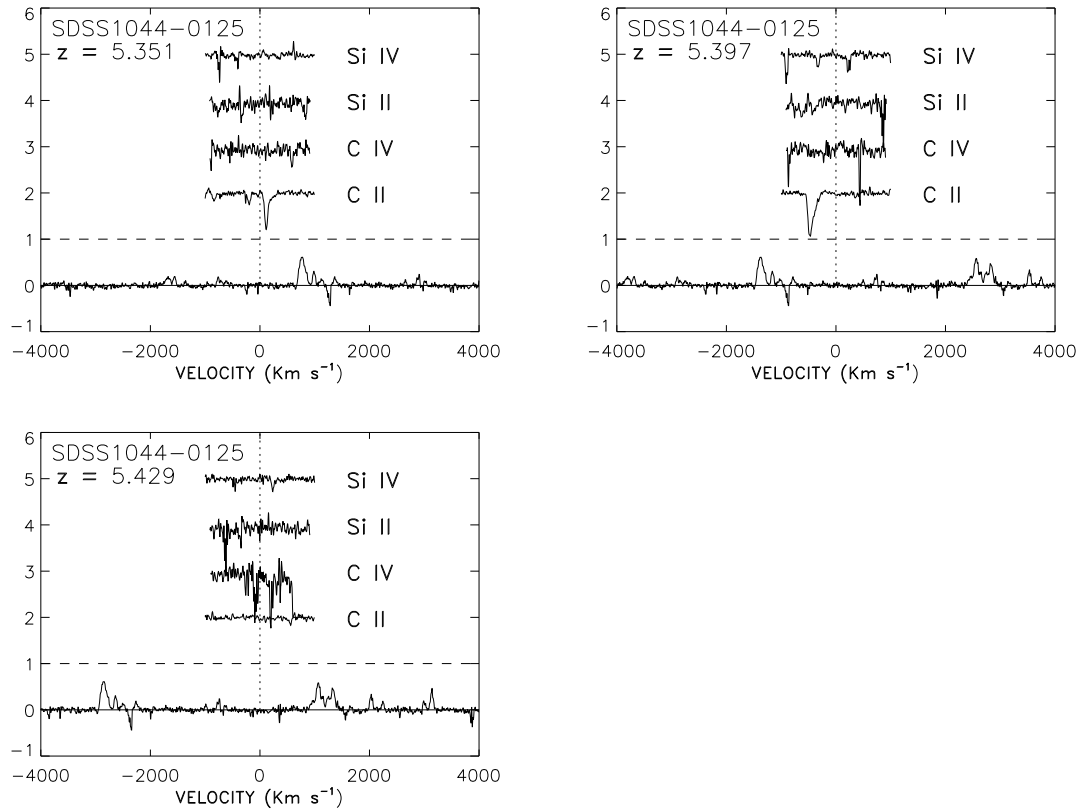 6
5
4
3
2
1
0
−1
SDSS1044−0125
z = 5.351
Si IV
Si II
C IV
C II
−4000 −2000 0 2000 4000
VELOCITY (Km s⁻¹)
6
5
4
3
2
1
0
−1
SDSS1044−0125
z = 5.397
Si IV
Si II
C IV
C II
−4000 −2000 0 2000 4000
VELOCITY (Km s⁻¹)
6
5
4
3
2
1
0
−1
SDSS1044−0125
z = 5.429
Si IV
Si II
C IV
C II
−4000 −2000 0 2000 4000
VELOCITY (Km s⁻¹)